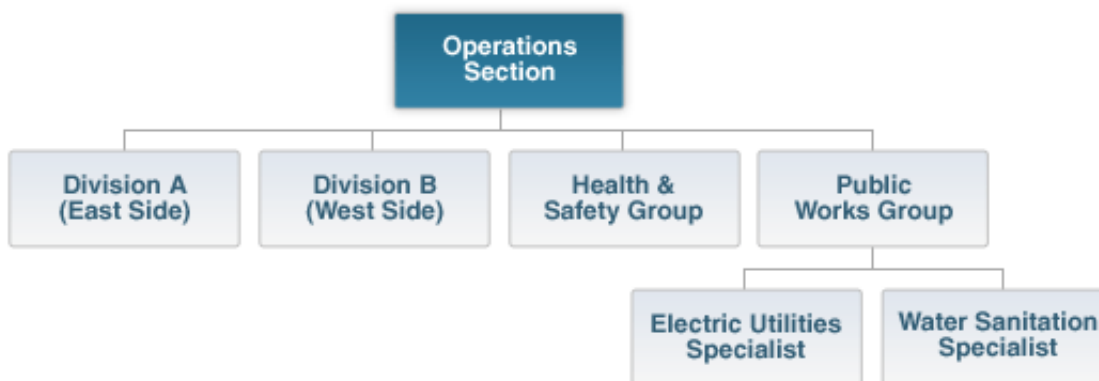 Operations
Section
Division A
(East Side)
Division B
(West Side)
Health &
Safety Group
Public
Works Group
Electric Utilities
Specialist
Water Sanitation
Specialist